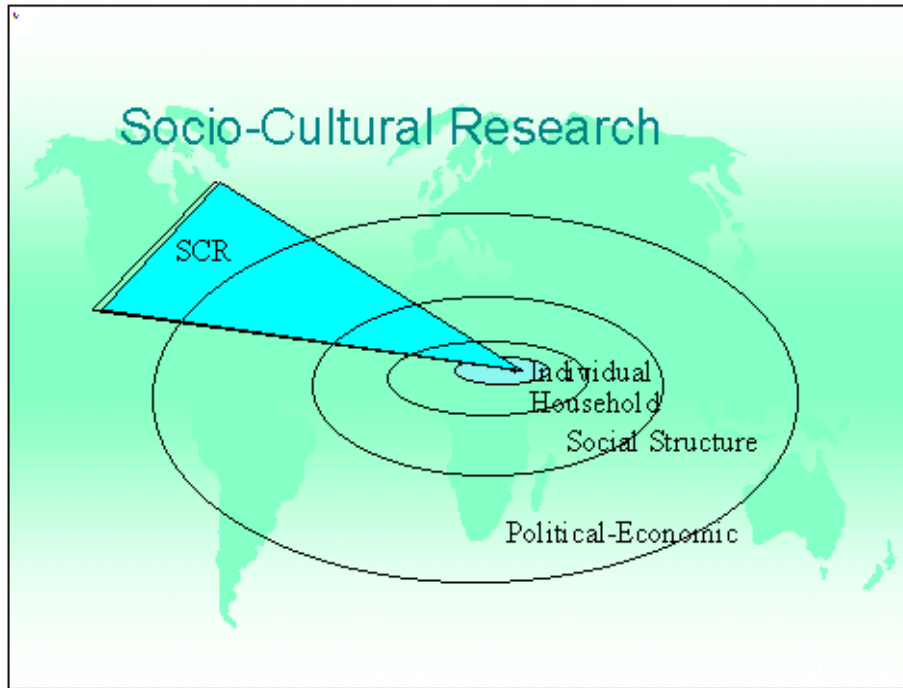 Socio-Cultural Research
SCR
Individual
Household
Social Structure
Political-Economic